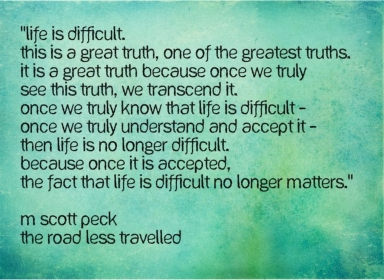 "life is difficult.
this is a great truth, one of the greatest truths.
it is a great truth because once we truly
see this truth, we transcend it.
once we truly know that life is difficult -
once we truly understand and accept it -
then life is no longer difficult.
because once it is accepted,
the fact that life is difficult no longer matters."
m scott peck
the road less travelled